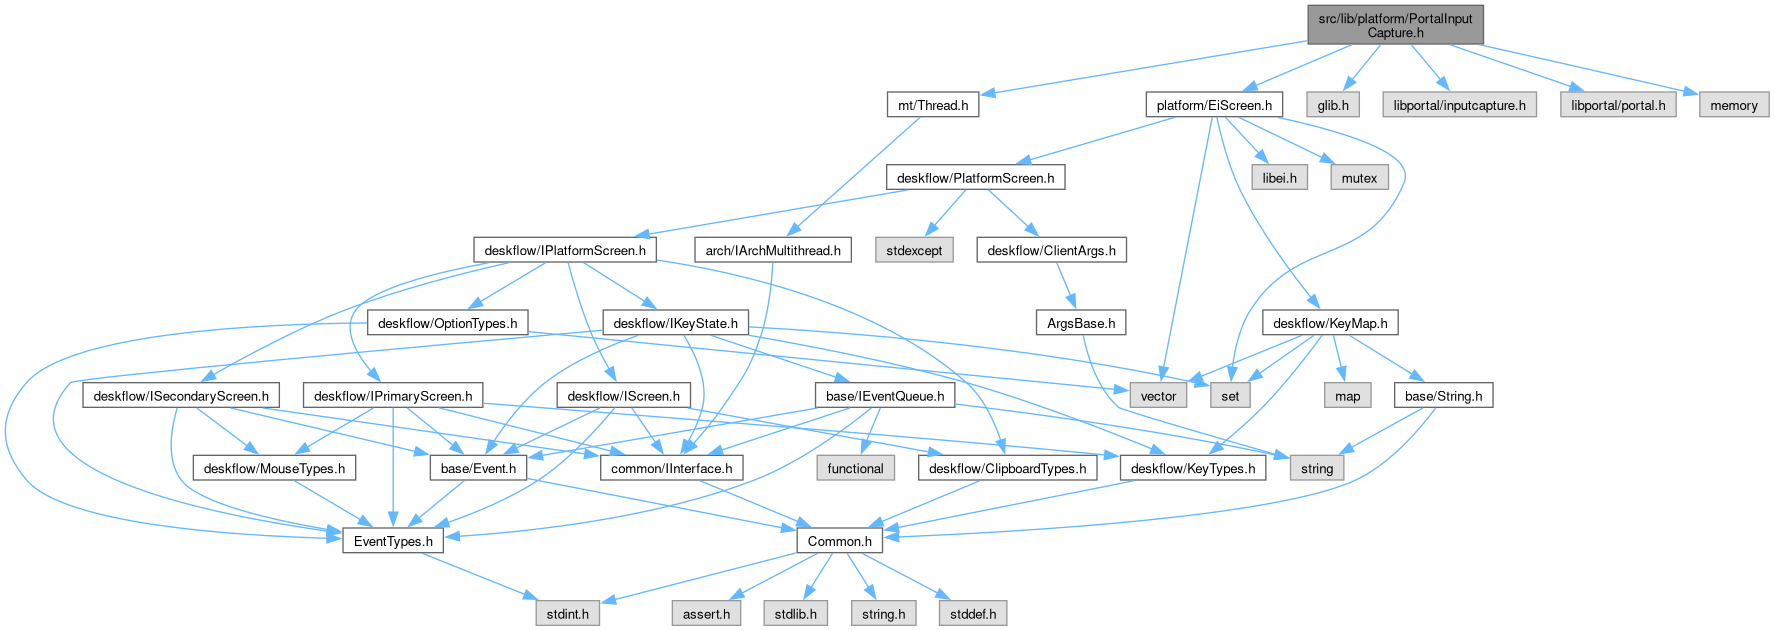 src/lib/platform/PortalInput
Capture.h
mt/Thread.h
platform/EiScreen.h
glib.h
libportal/inputcapture.h
libportal/portal.h
memory
deskflow/PlatformScreen.h
libei.h
mutex
deskflow/IPlatformScreen.h
arch/IArchMultithread.h
stdexcept
deskflow/ClientArgs.h
deskflow/OptionTypes.h
deskflow/IKeyState.h
ArgsBase.h
deskflow/KeyMap.h
deskflow/ISecondaryScreen.h
deskflow/IPrimaryScreen.h
deskflow/IScreen.h
base/IEventQueue.h
vector
set
map
base/String.h
deskflow/MouseTypes.h
base/Event.h
common/IInterface.h
functional
deskflow/ClipboardTypes.h
deskflow/KeyTypes.h
string
EventTypes.h
Common.h
stdint.h
assert.h
stdlib.h
string.h
stddef.h